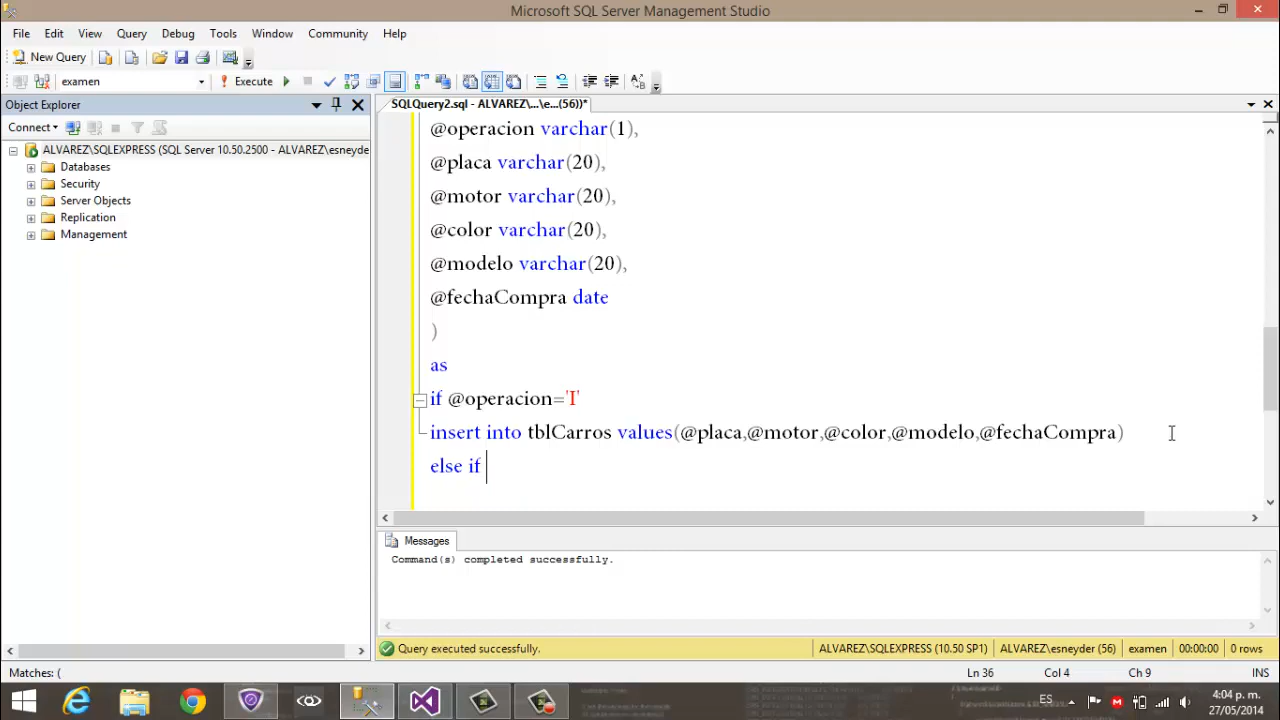 Microsoft SQL Server Management Studio
File Edit View Query Debug Tools Window Community Help
New Query
examen Execute
Object Explorer
SQLQuery2.sql - ALVAREZ\...\e...(56))*
Connect
ALVAREZ\SQLEXPRESS (SQL Server 10.50.2500 - ALVAREZ\esneyder
Databases
Security
Server Objects
Replication
Management
@operacion varchar(1),
@placa varchar(20),
@motor varchar(20),
@color varchar(20),
@modelo varchar(20),
@fechaCompra date
)
as
if @operacion='I'
insert into tblCarros values(@placa,@motor,@color,@modelo,@fechaCompra)
else if
Messages
Command(s) completed successfully.
Query executed successfully. ALVAREZ\SQLEXPRESS (10.50 SP1) ALVAREZ\esneyder (56) examen 00:00:00 0 rows
Matches: ( Ln 36 Col 4 Ch 9 INS
ES 4:04 p. m.
27/05/2014